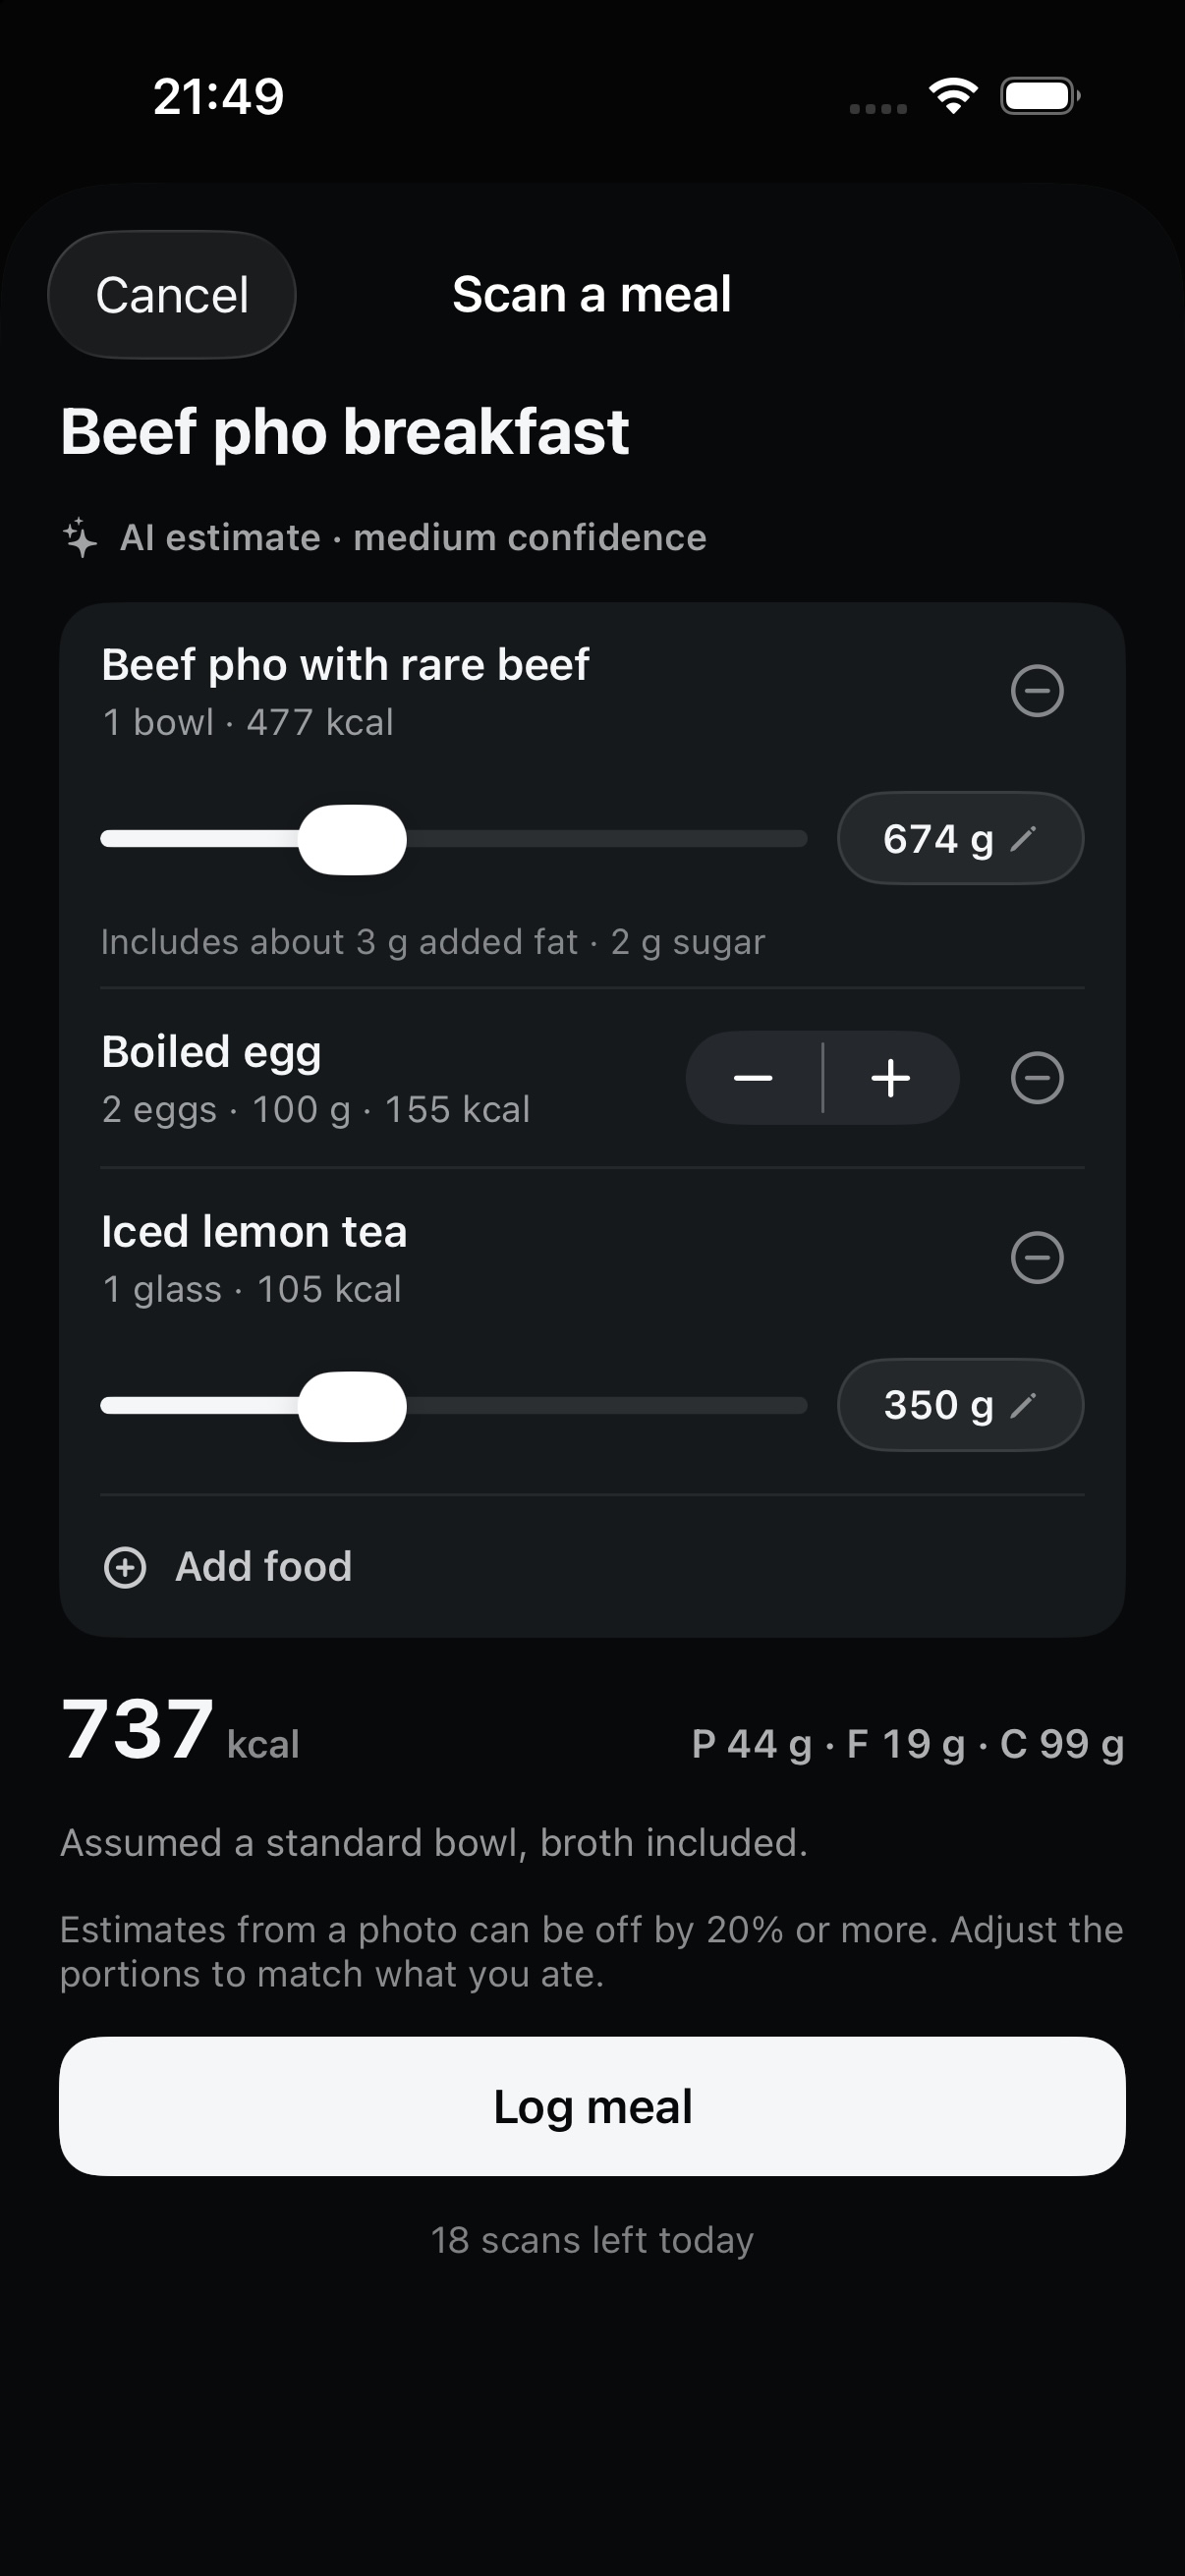 21:49
Cancel
Scan a meal
Beef pho breakfast
AI estimate · medium confidence
Beef pho with rare beef
1 bowl · 477 kcal
674 g
Includes about 3 g added fat · 2 g sugar
Boiled egg
2 eggs · 100 g · 155 kcal
Iced lemon tea
1 glass · 105 kcal
350 g
Add food
737 kcal
P 44 g · F 19 g · C 99 g
Assumed a standard bowl, broth included.
Estimates from a photo can be off by 20% or more. Adjust the
portions to match what you ate.
Log meal
18 scans left today